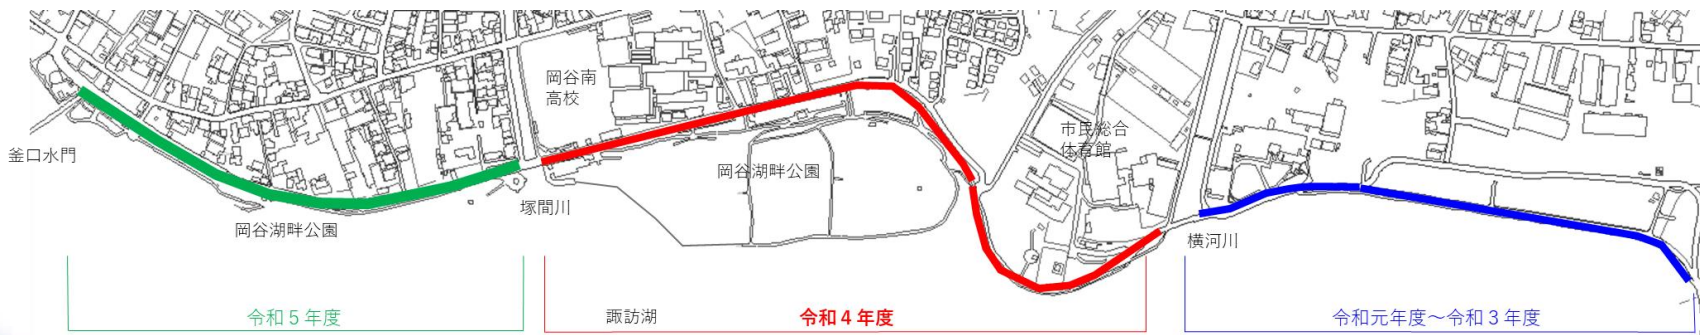 岡谷南
高校
市民総合
体育館
釜口水門
岡谷湖畔公園
塚間川
岡谷湖畔公園
横河川
令和５年度
諏訪湖
令和４年度
令和元年度～令和３年度